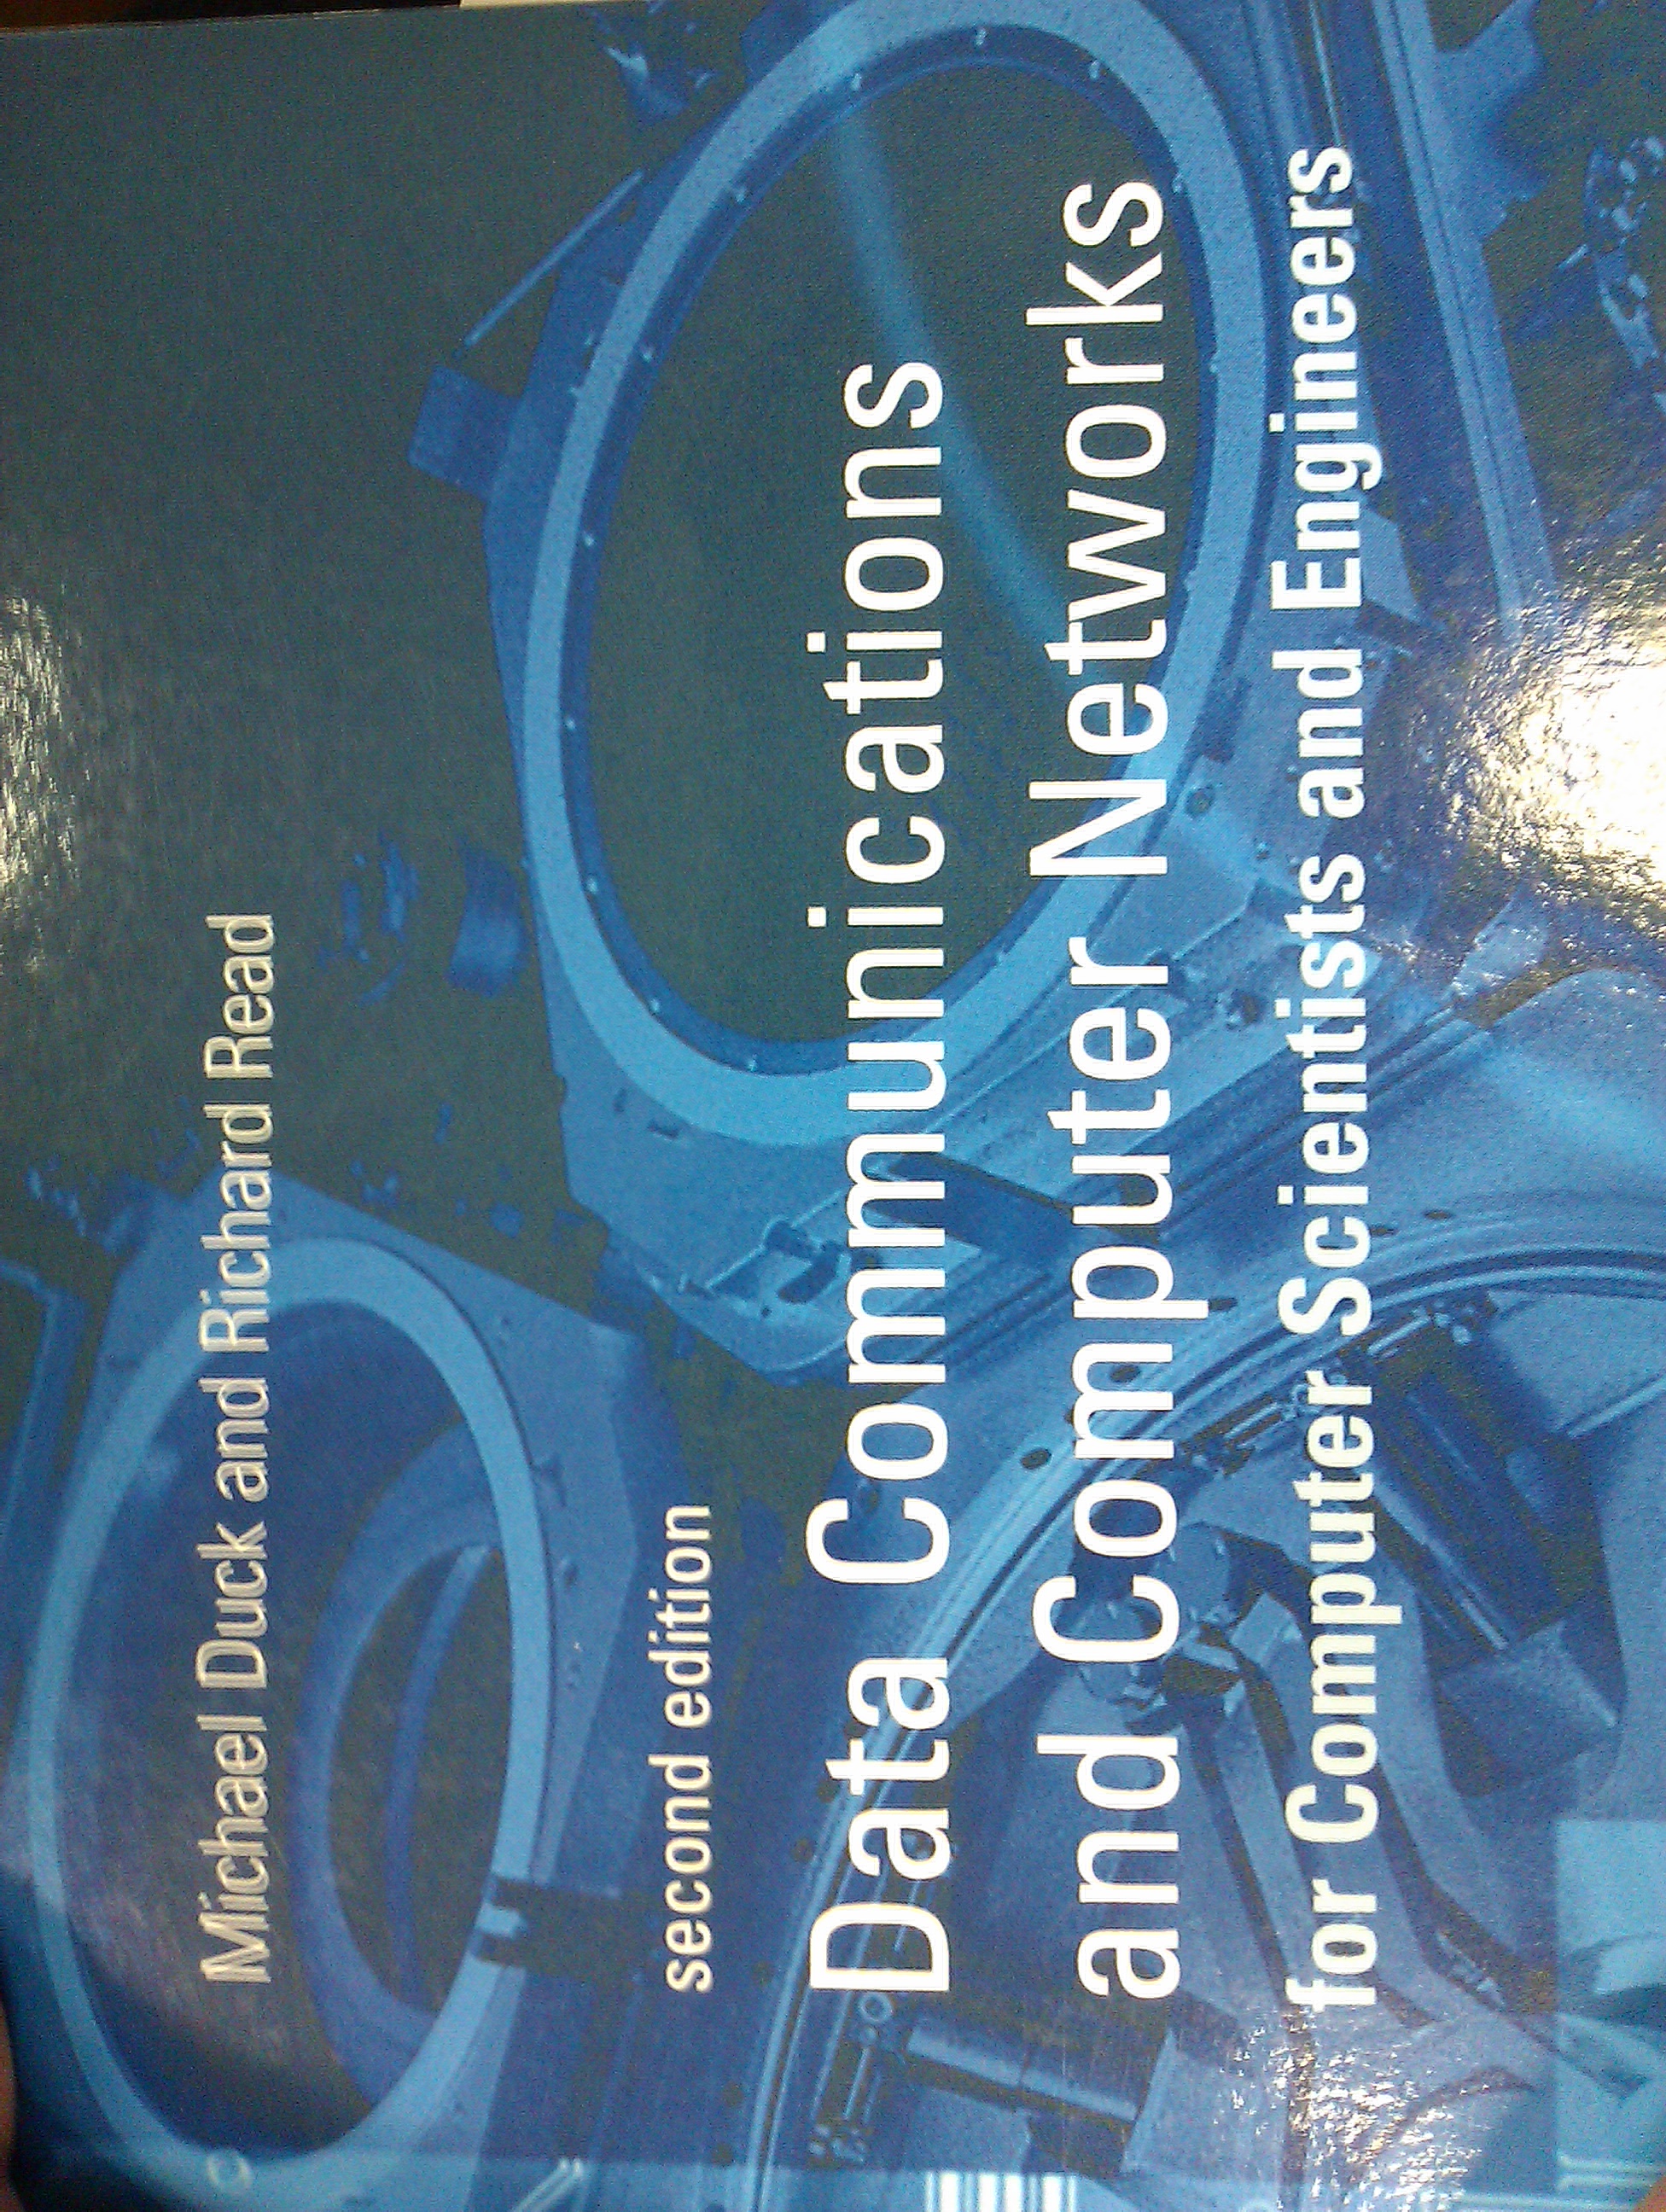 Michael Duck and Richard Read
second edition
Data Communications
and Computer Networks
for Computer Scientists and Engineers